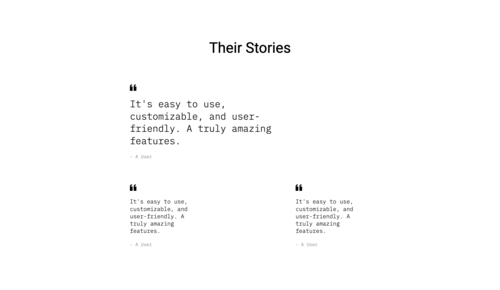 Their Stories
❝
It's easy to use,
customizable, and user-
friendly. A truly amazing
features.
- A User
❝
It's easy to use,
customizable, and
user-friendly. A
truly amazing
features.
- A User
❝
It's easy to use,
customizable, and
user-friendly. A
truly amazing
features.
- A User